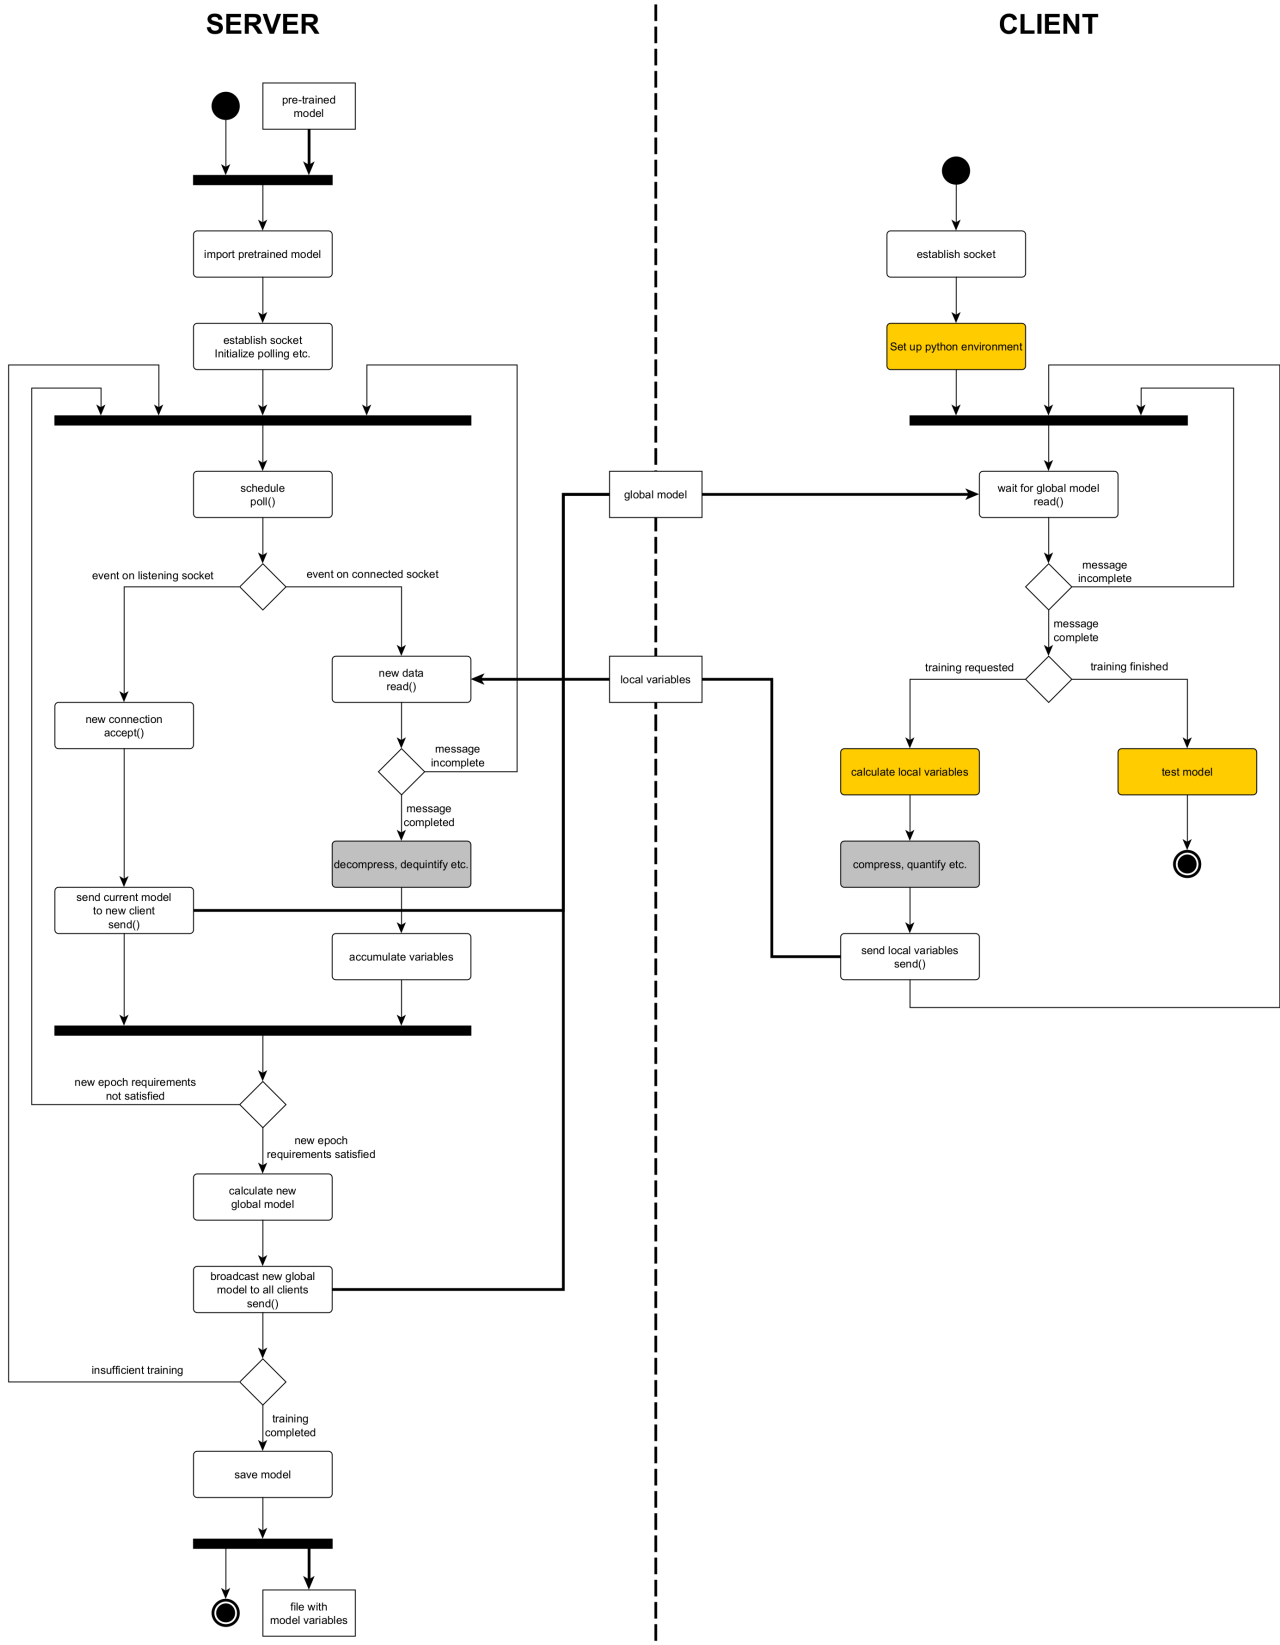 SERVER
CLIENT
pre-trained
model
import pretrained model
establish socket
establish socket
Initialize polling etc.
Set up python environment
schedule
poll()
global model
wait for global model
read()
event on listening socket
event on connected socket
message
incomplete
message
complete
new data
read()
local variables
training requested
training finished
new connection
accept()
message
incomplete
calculate local variables
test model
message
completed
decompress, dequintify etc.
compress, quantify etc.
send current model
to new client
send()
accumulate variables
send local variables
send()
new epoch requirements
not satisfied
new epoch
requirements satisfied
calculate new
global model
broadcast new global
model to all clients
send()
insufficient training
training
completed
save model
file with
model variables